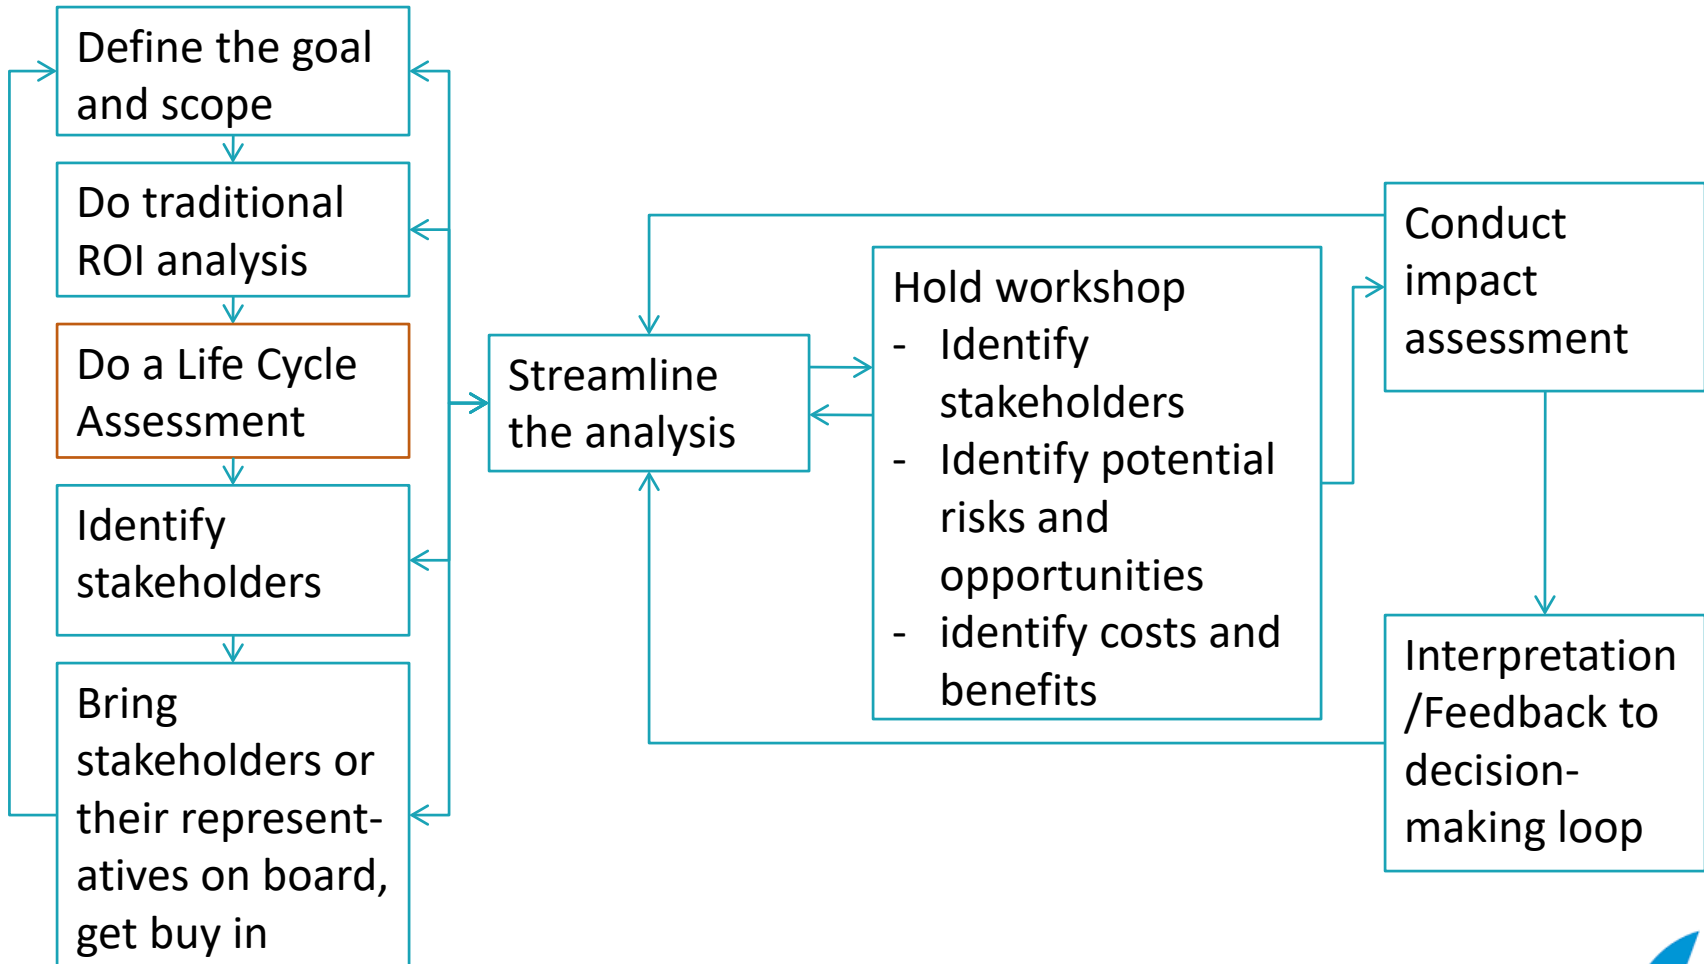 Define the goal
and scope
Do traditional
ROI analysis
Do a Life Cycle
Assessment
Identify
stakeholders
Bring
stakeholders or
their represent-
atives on board,
get buy in
Streamline
the analysis
Hold workshop
- Identify
stakeholders
- Identify potential
risks and
opportunities
- identify costs and
benefits
Conduct
impact
assessment
Interpretation
/Feedback to
decision-
making loop